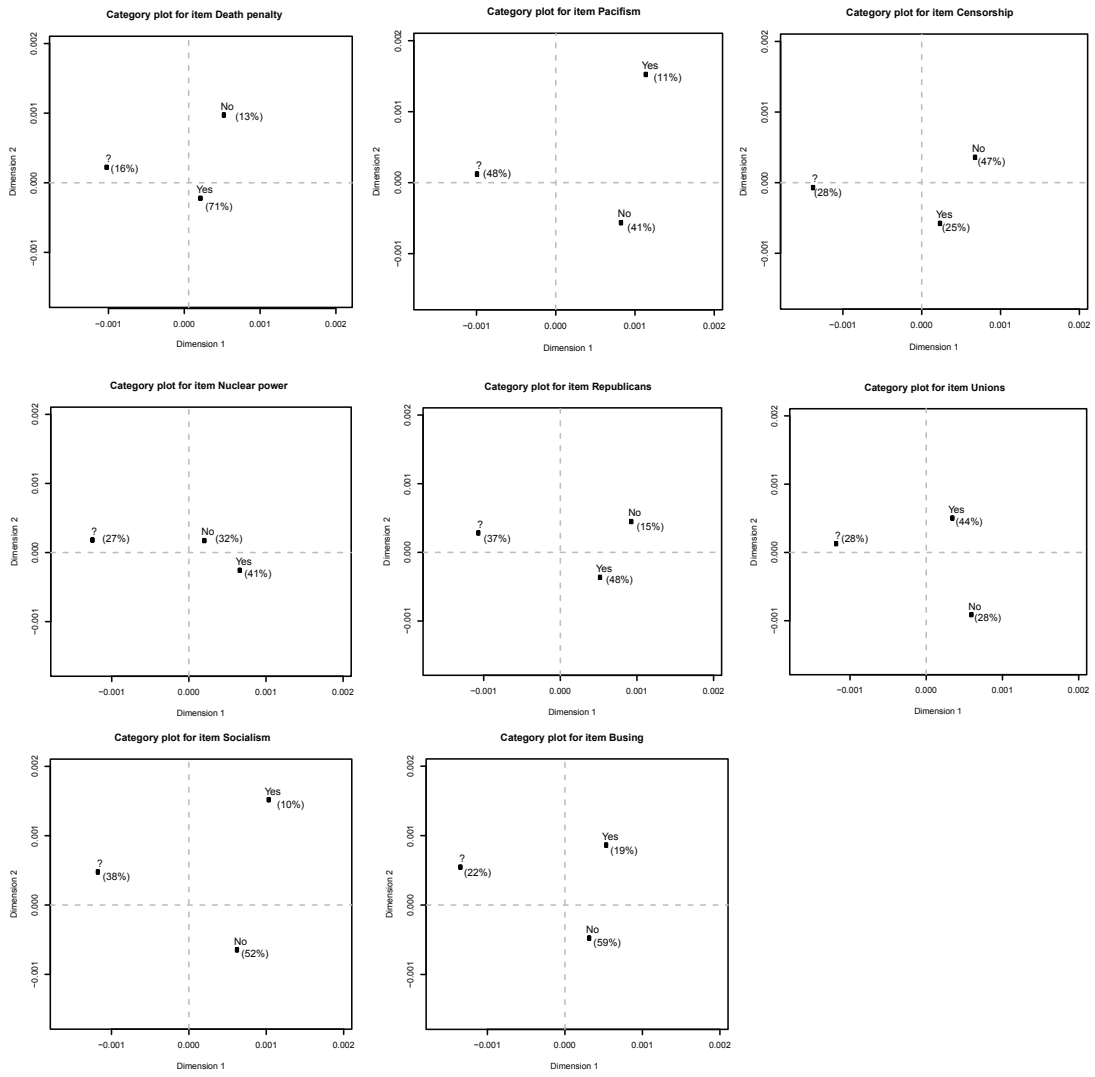 Category plot for item Death penalty
0.002
0.001
0.000
−0.001
Dimension 2
No
(13%)
?
(16%)
Yes
(71%)
−0.001 0.000 0.001 0.002
Dimension 1
Category plot for item Pacifism
0.002
0.001
0.000
−0.001
Dimension 2
Yes
(11%)
?
(48%)
No
(41%)
−0.001 0.000 0.001 0.002
Dimension 1
Category plot for item Censorship
0.002
0.001
0.000
−0.001
Dimension 2
No
(47%)
?
(28%)
Yes
(25%)
−0.001 0.000 0.001 0.002
Dimension 1
Category plot for item Nuclear power
0.002
0.001
0.000
−0.001
Dimension 2
?
(27%)
No
(32%)
Yes
(41%)
−0.001 0.000 0.001 0.002
Dimension 1
Category plot for item Republicans
0.002
0.001
0.000
−0.001
Dimension 2
No
(15%)
?
(37%)
Yes
(48%)
−0.001 0.000 0.001 0.002
Dimension 1
Category plot for item Unions
0.002
0.001
0.000
−0.001
Dimension 2
Yes
(44%)
? (28%)
No
(28%)
−0.001 0.000 0.001 0.002
Dimension 1
Category plot for item Socialism
0.002
0.001
0.000
−0.001
Dimension 2
Yes
(10%)
?
(38%)
No
(52%)
−0.001 0.000 0.001 0.002
Dimension 1
Category plot for item Busing
0.002
0.001
0.000
−0.001
Dimension 2
Yes
(19%)
?
(22%)
No
(59%)
−0.001 0.000 0.001 0.002
Dimension 1